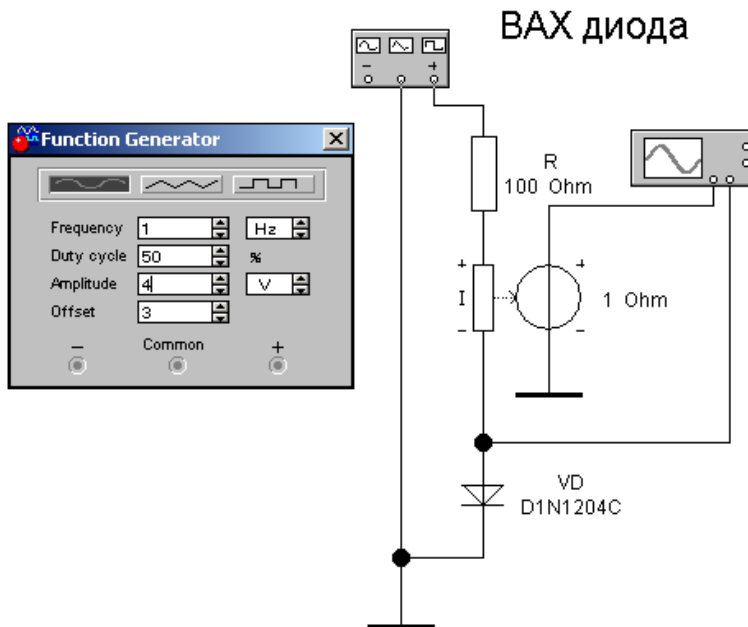 ВАХ диода
− +
Function Generator
Frequency 1 Hz
Duty cycle 50 %
Amplitude 4 V
Offset 3
− Common +
R
100 Ohm
+ +
I 1 Ohm
− −
VD
D1N1204C